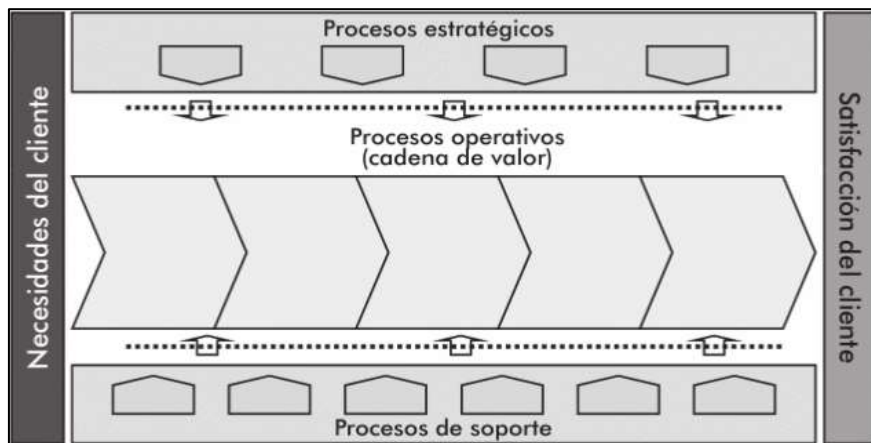 Necesidades del cliente
Procesos estratégicos
Procesos operativos
(cadena de valor)
Procesos de soporte
Satisfacción del cliente